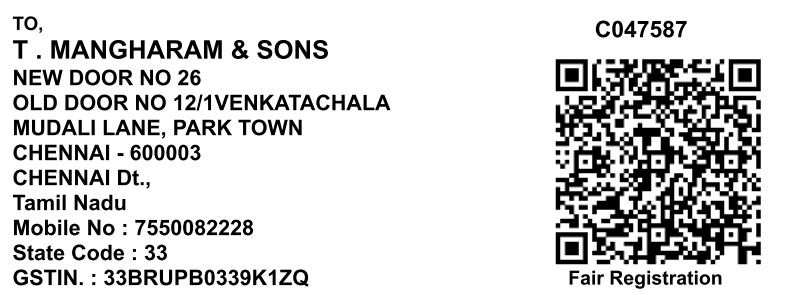 TO,
T . MANGHARAM & SONS
NEW DOOR NO 26
OLD DOOR NO 12/1VENKATACHALA
MUDALI LANE, PARK TOWN
CHENNAI - 600003
CHENNAI Dt.,
Tamil Nadu
Mobile No : 7550082228
State Code : 33
GSTIN. : 33BRUPB0339K1ZQ
C047587
Fair Registration